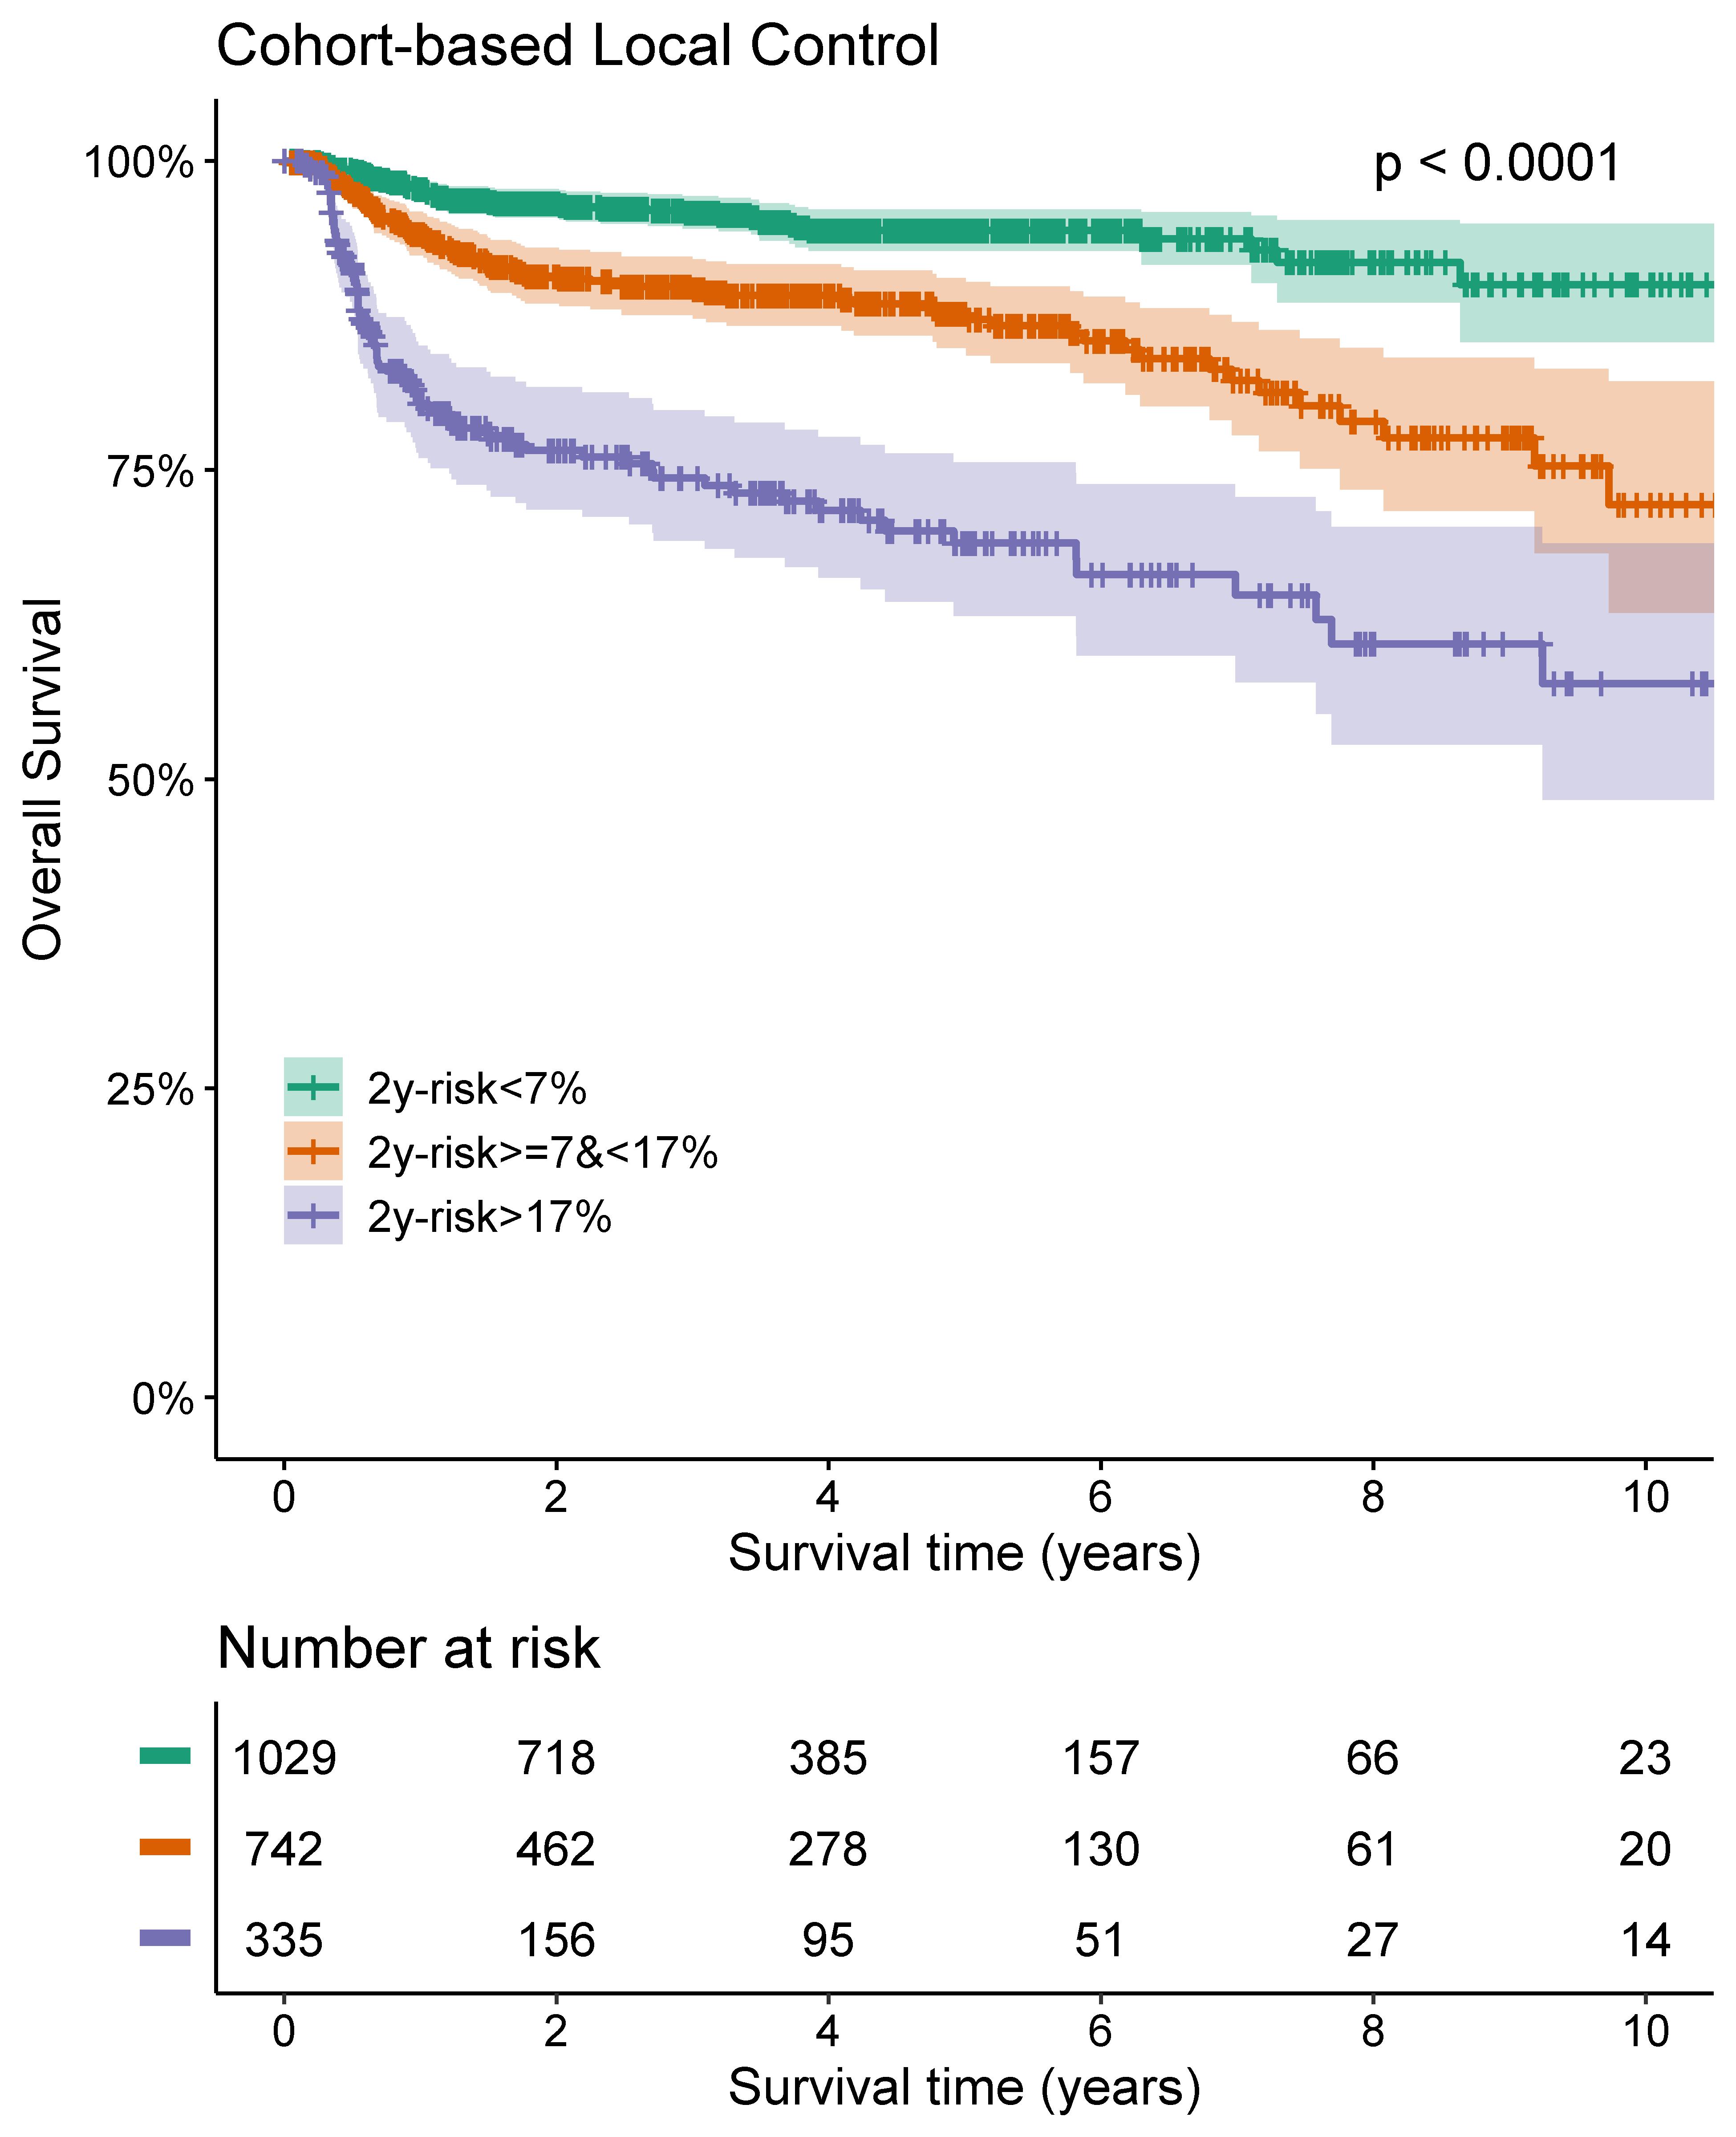 Cohort-based Local Control
p < 0.0001
100%
75%
50%
25%
0%
Overall Survival
2y-risk<7%
2y-risk>=7&<17%
2y-risk>17%
0 2 4 6 8 10
Survival time (years)
Number at risk
1029 718 385 157 66 23
742 462 278 130 61 20
335 156 95 51 27 14
0 2 4 6 8 10
Survival time (years)